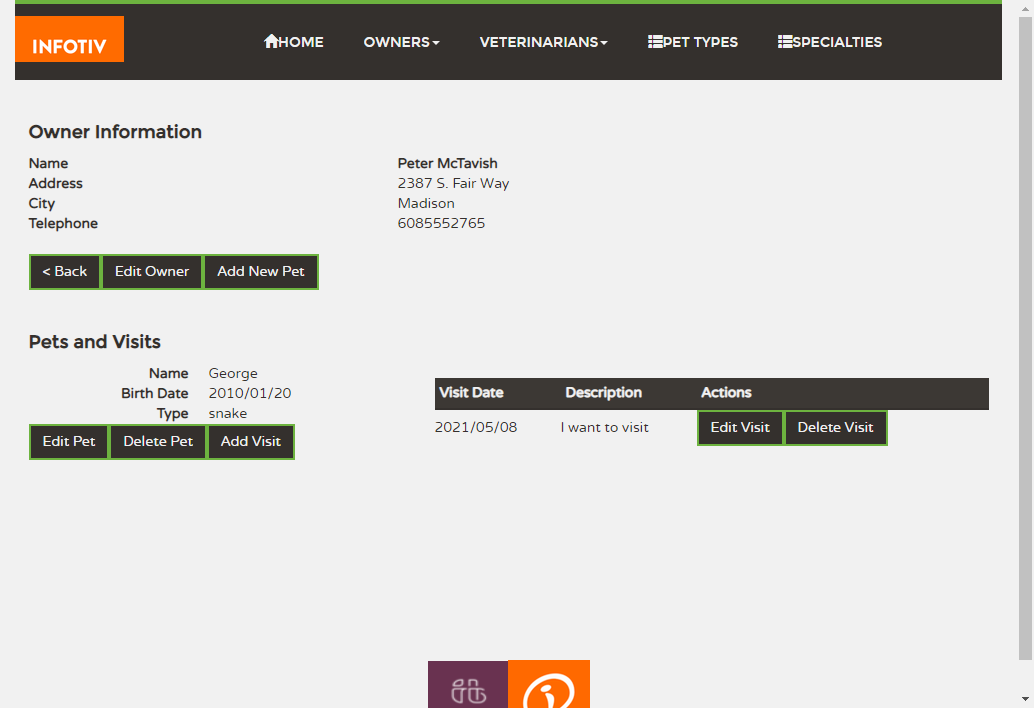 INFOTIV
HOME OWNERS VETERINARIANS PET TYPES SPECIALTIES
Owner Information
Name Peter McTavish
Address 2387 S. Fair Way
City Madison
Telephone 6085552765
< Back Edit Owner Add New Pet
Pets and Visits
Name George
Birth Date 2010/01/20
Type snake
Edit Pet Delete Pet Add Visit
Visit Date Description Actions
2021/05/08 I want to visit Edit Visit Delete Visit